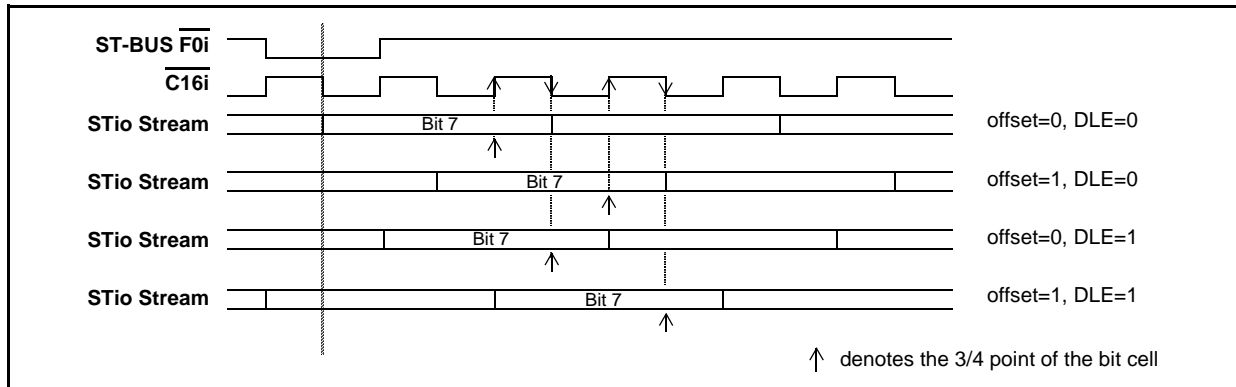 ST-BUS F0i
C16i
STio Stream Bit 7 offset=0, DLE=0
STio Stream Bit 7 offset=1, DLE=0
STio Stream Bit 7 offset=0, DLE=1
STio Stream Bit 7 offset=1, DLE=1
denotes the 3/4 point of the bit cell